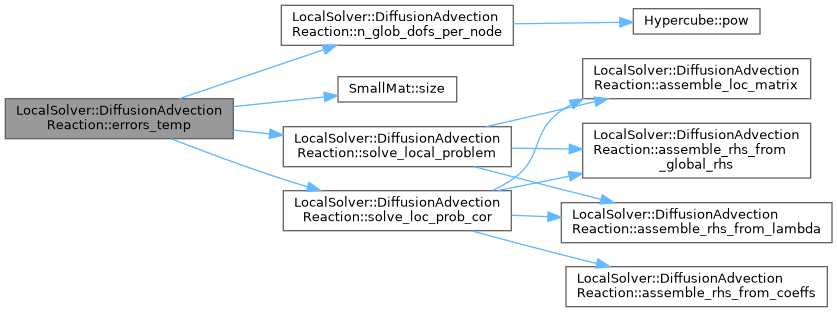 LocalSolver::DiffusionAdvection
Reaction::errors_temp
LocalSolver::DiffusionAdvection
Reaction::n_glob_dofs_per_node
Hypercube::pow
SmallMat::size
LocalSolver::DiffusionAdvection
Reaction::solve_local_problem
LocalSolver::DiffusionAdvection
Reaction::solve_loc_prob_cor
LocalSolver::DiffusionAdvection
Reaction::assemble_loc_matrix
LocalSolver::DiffusionAdvection
Reaction::assemble_rhs_from
_global_rhs
LocalSolver::DiffusionAdvection
Reaction::assemble_rhs_from_lambda
LocalSolver::DiffusionAdvection
Reaction::assemble_rhs_from_coeffs